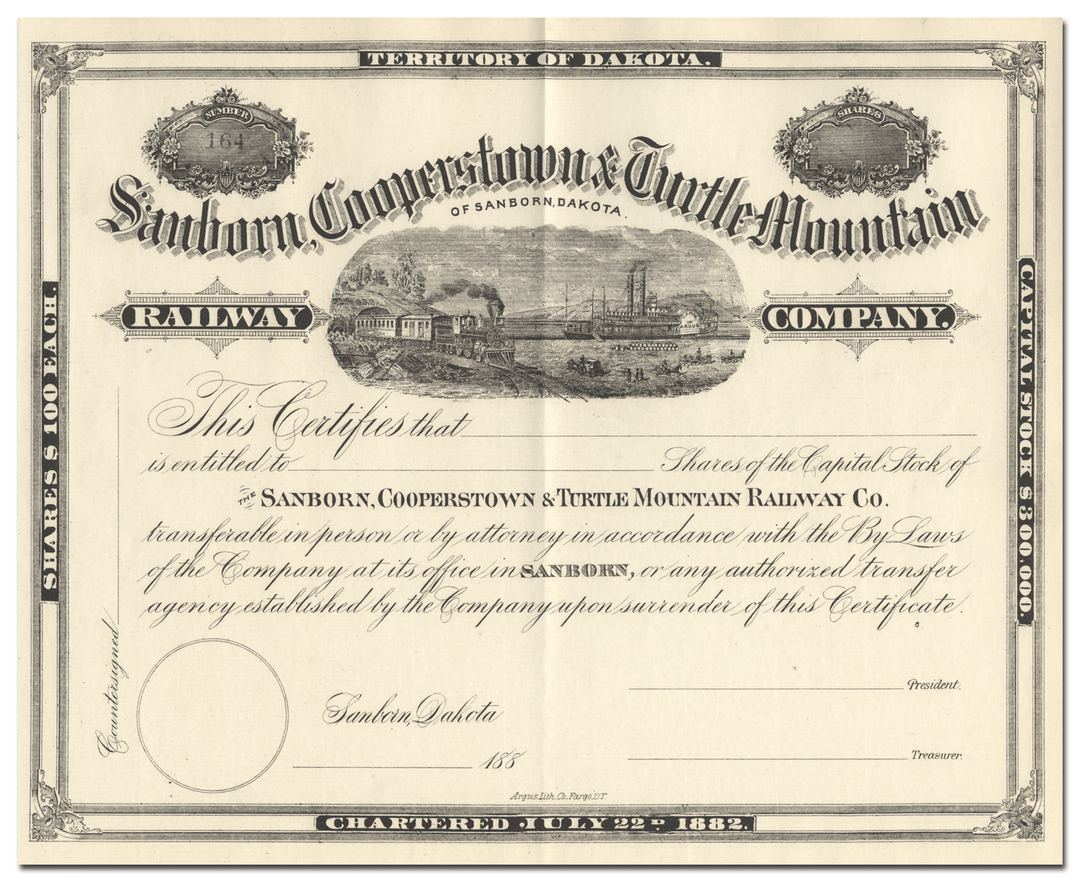 TERRITORY OF DAKOTA.
NUMBER
164
SHARES
Sanborn, Cooperstown & Turtle Mountain
OF SANBORN, DAKOTA.
RAILWAY COMPANY.
ARGUS
SHARES $100 EACH.
CAPITAL STOCK $300,000.
This Certifies that
is entitled to Shares of the Capital Stock of
THE SANBORN, COOPERSTOWN & TURTLE MOUNTAIN RAILWAY CO.
transferable in person or by attorney in accordance with the By Laws
of the Company at its office in SANBORN, or any authorized transfer
agency established by the Company upon surrender of this Certificate.
Countersigned
President.
Sanborn, Dakota
188
Treasurer.
Argus Lith. Co. Fargo D.T.
CHARTERED JULY 22D 1882.